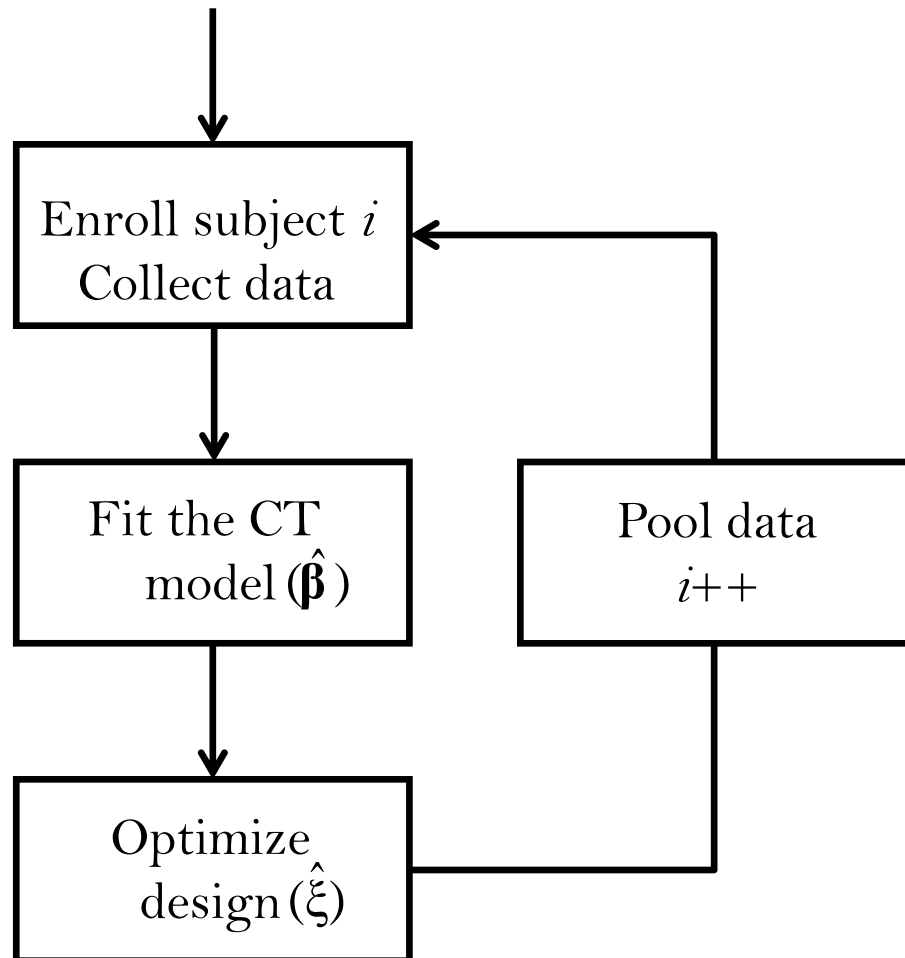 Enroll subject i
Collect data
Fit the CT
model (β̂)
Pool data
i++
Optimize
design (ξ̂)